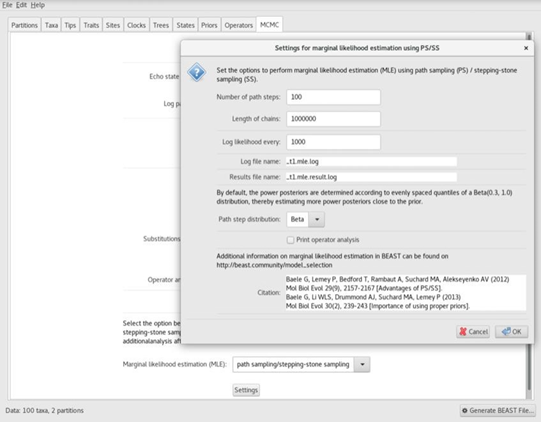 File Edit Help
Partitions Taxa Tips Traits Sites Clocks Trees States Priors Operators MCMC
Settings for marginal likelihood estimation using PS/SS
Echo state
Set the options to perform marginal likelihood estimation (MLE) using path sampling (PS) / stepping-stone
sampling (SS).
Number of path steps: 100
Log pa
Length of chains: 1000000
Log likelihood every: 1000
Log file name: _t1.mle.log
Results file name: _t1.mle.result.log
By default, the power posteriors are determined according to evenly spaced quantiles of a Beta(0.3, 1.0)
distribution, thereby estimating more power posteriors close to the prior.
Path step distribution: Beta
Substitutions
Print operator analysis
Additional information on marginal likelihood estimation in BEAST can be found on
http://beast.community/model_selection
Operator an
Citation:
Baele G, Lemey P, Bedford T, Rambaut A, Suchard MA, Alekseyenko AV (2012)
Mol Biol Evol 29(9), 2157-2167 [Advantages of PS/SS].
Baele G, Li WLS, Drummond AJ, Suchard MA, Lemey P (2013)
Mol Biol Evol 30(2), 239-243 [Importance of using proper priors].
Select the option be
stepping-stone samp
additionalanalysis aft
Cancel OK
Marginal likelihood estimation (MLE): path sampling/stepping-stone sampling
Settings
Data: 100 taxa, 2 partitions
Generate BEAST File...